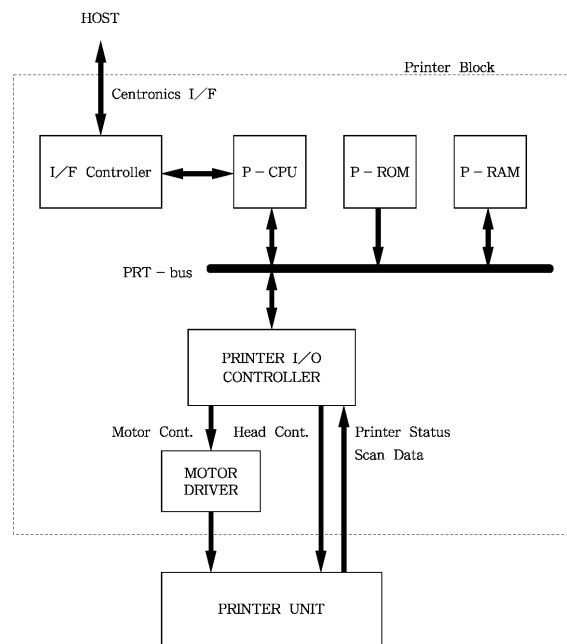 HOST
Printer Block
Centronics I/F
I/F Controller
P-CPU
P-ROM
P-RAM
PRT-bus
PRINTER I/O
CONTROLLER
Motor Cont.
Head Cont.
Printer Status
Scan Data
MOTOR
DRIVER
PRINTER UNIT